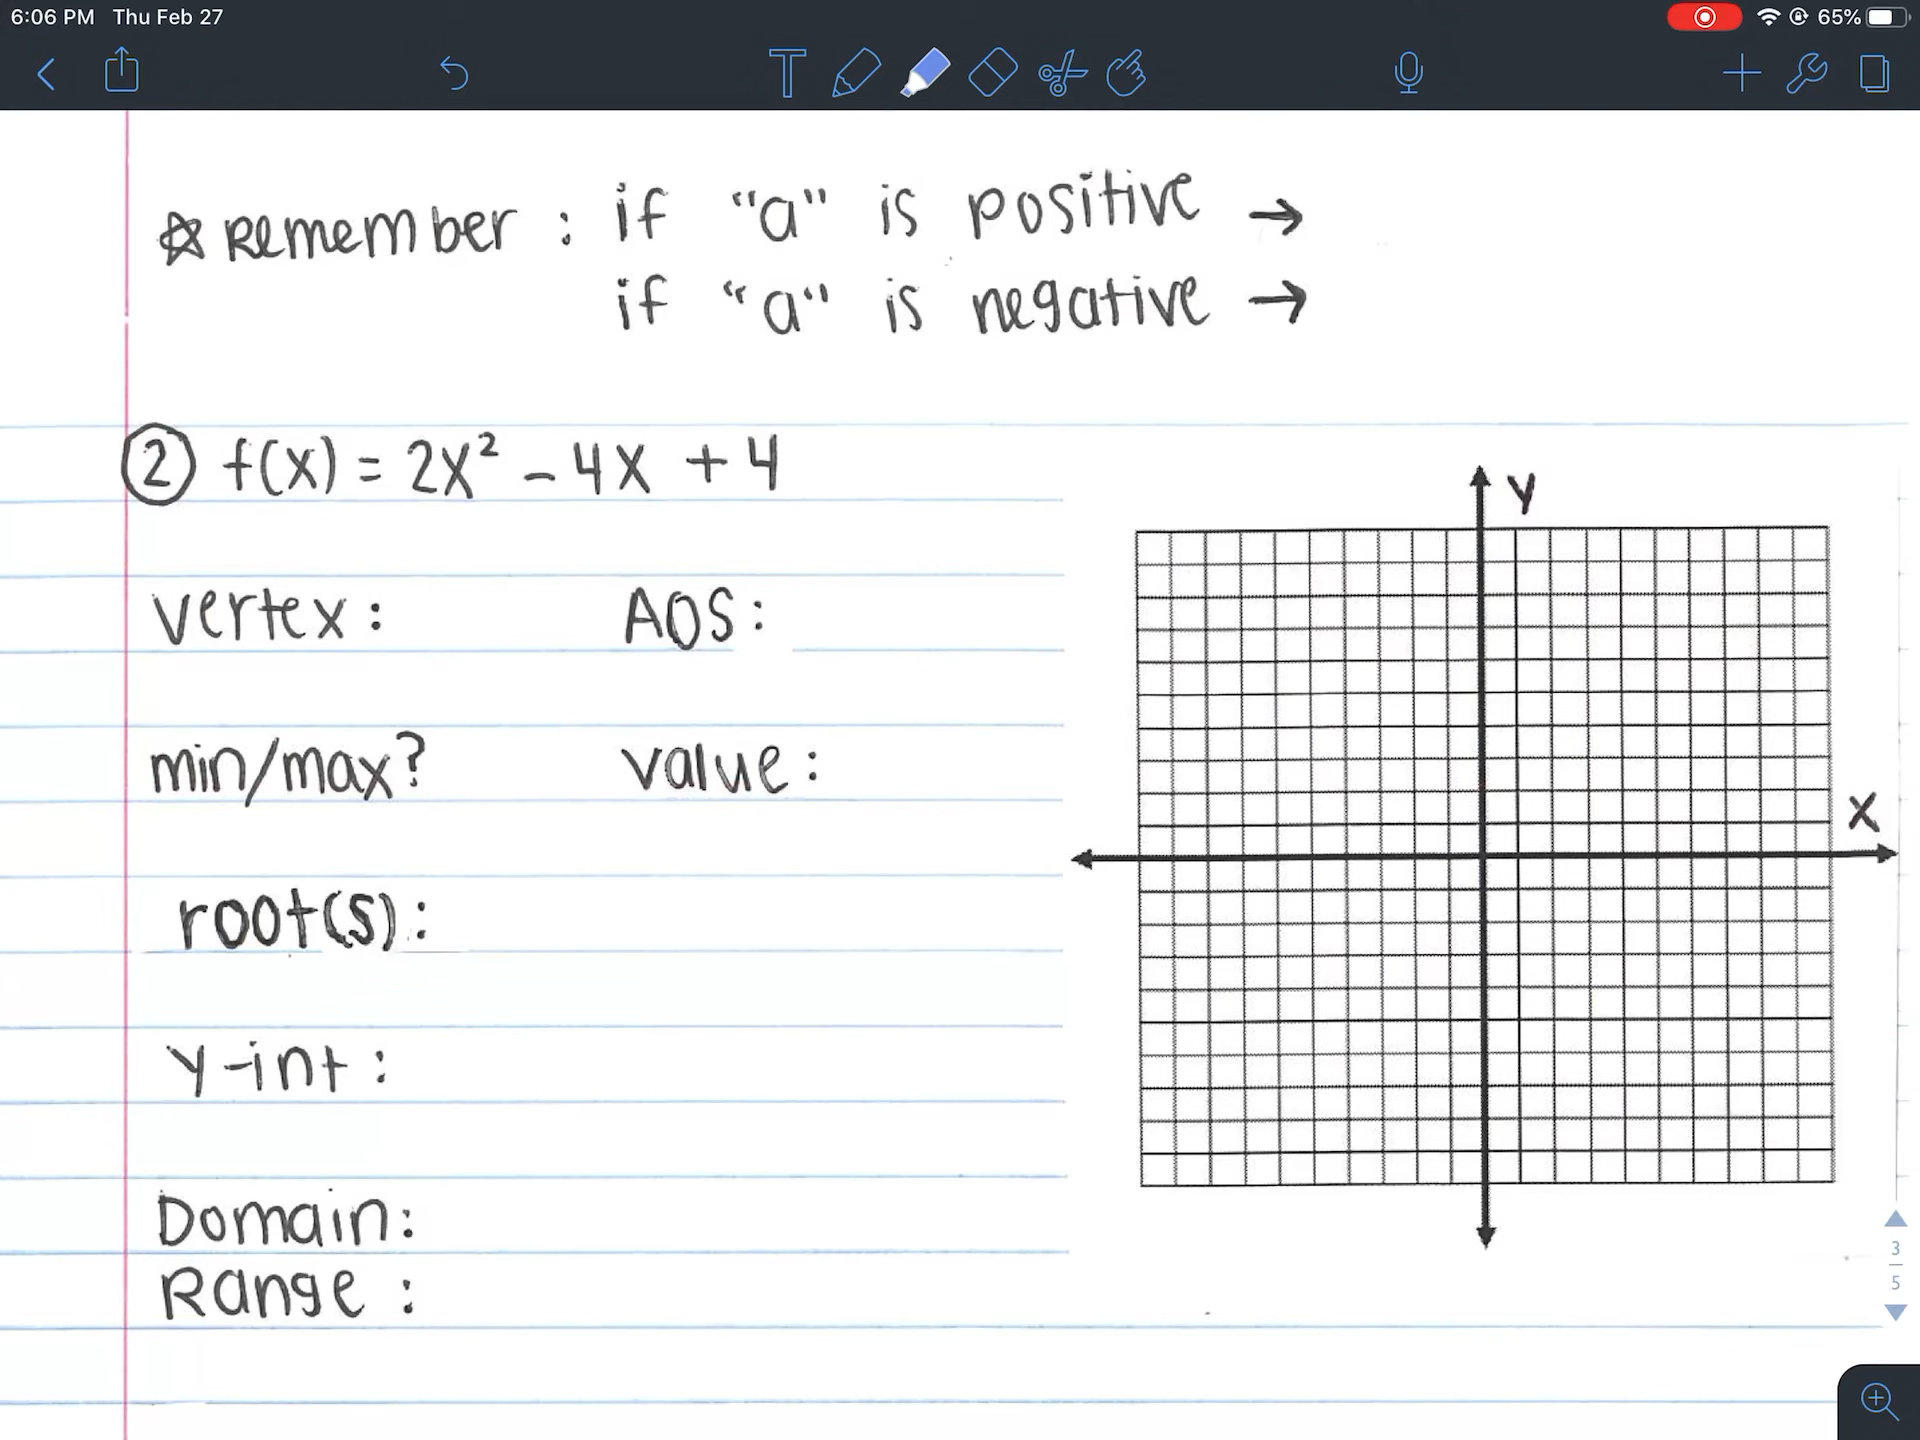 6:06 PM Thu Feb 27 65%
☆ Remember : if "a" is positive →
if "a" is negative →
② f(x) = 2x² - 4x + 4
Vertex : AOS :
min/max? value :
root(s) :
y-int :
Domain :
Range :
y
x
3
5